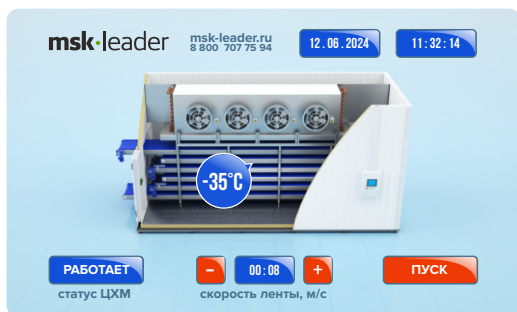 msk·leader
msk-leader.ru
8 800 707 75 94
12.06.2024
11:32:14
-35°C
РАБОТАЕТ
статус ЦХМ
–
00:08
+
скорость ленты, м/с
ПУСК